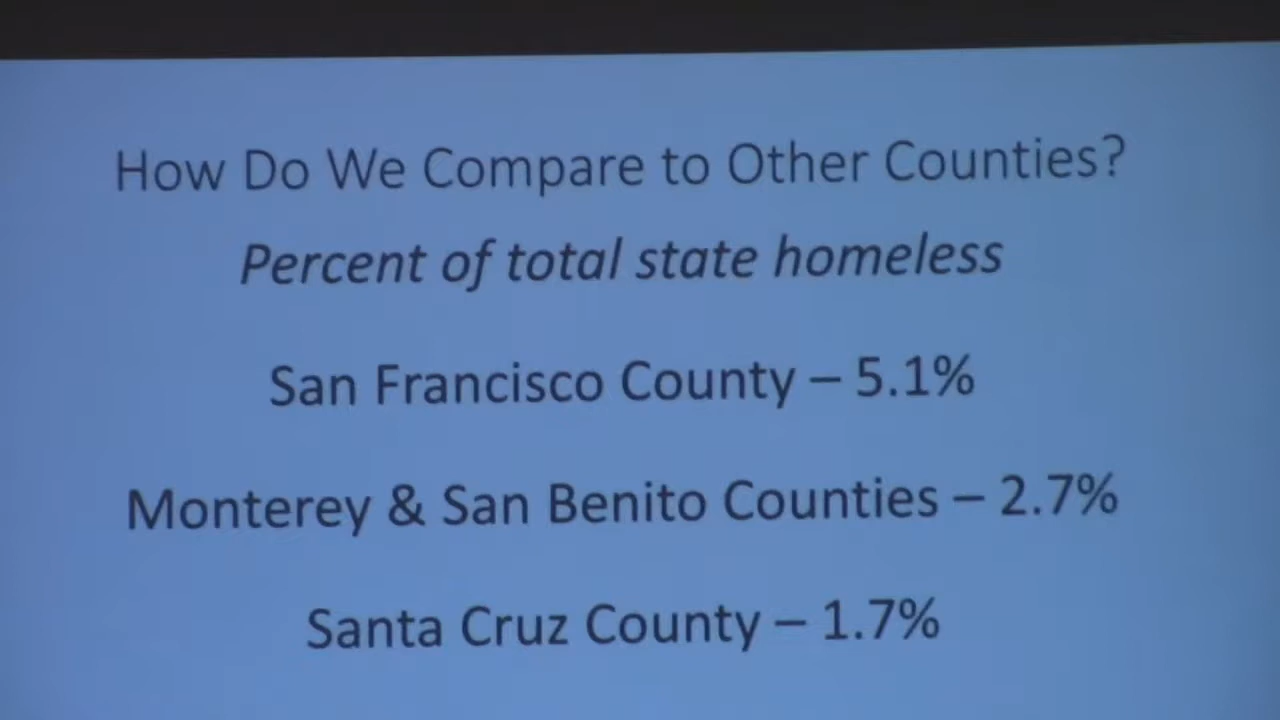 How Do We Compare to Other Counties?
Percent of total state homeless
San Francisco County – 5.1%
Monterey & San Benito Counties – 2.7%
Santa Cruz County – 1.7%